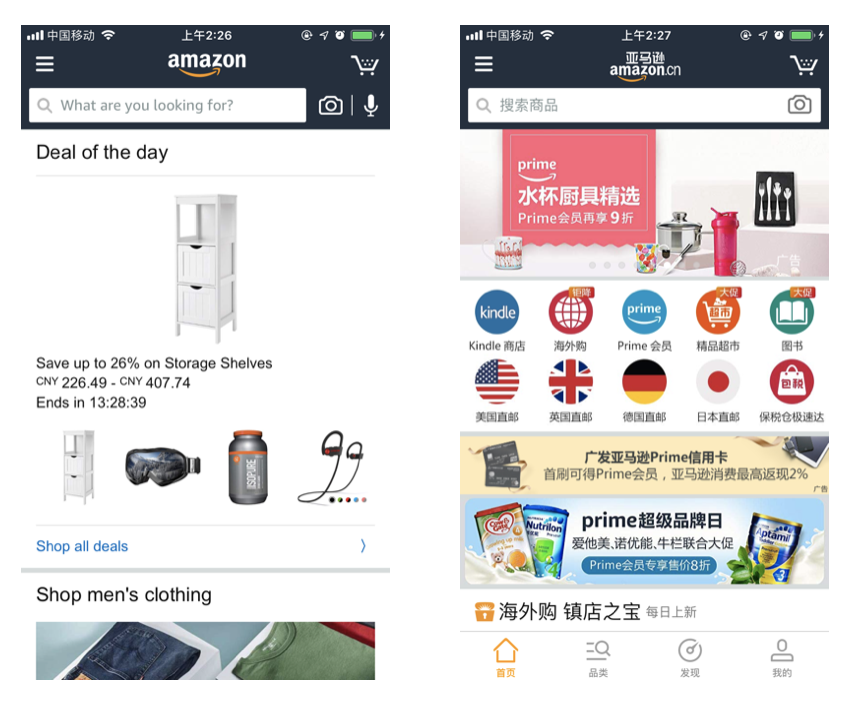 中国移动
上午2:26
amazon
What are you looking for?
Deal of the day
Save up to 26% on Storage Shelves
CNY 226.49 - CNY 407.74
Ends in 13:28:39
ISOPURE
Shop all deals
Shop men's clothing
中国移动
上午2:27
亚马逊
amazon.cn
搜索商品
prime
水杯厨具精选
Prime会员再享9折
广告
kindle
钜降
prime
大促
超市
大促
Kindle 商店
海外购
Prime 会员
精品超市
图书
包税
美国直邮
英国直邮
德国直邮
日本直邮
保税仓极速达
广发亚马逊Prime信用卡
首刷可得Prime会员，亚马逊消费最高返现2%
广告
Cow&Gate
Nutrilon
prime超级品牌日
爱他美、诺优能、牛栏联合大促
Prime会员专享售价8折
Aptamil
3
海外购 镇店之宝 每日上新
首页
品类
发现
我的